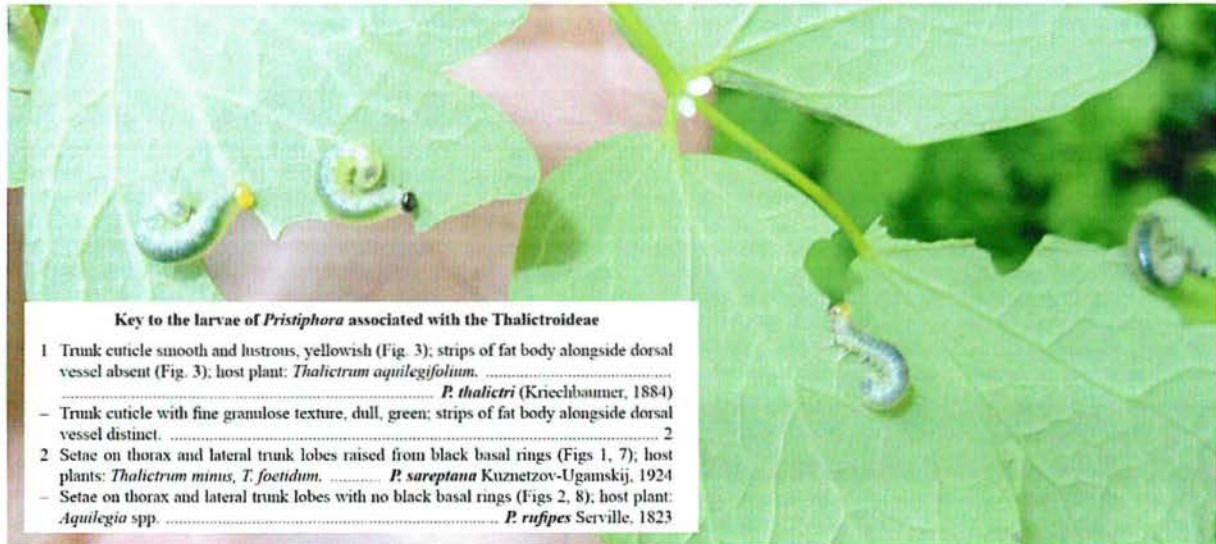 Key to the larvae of Pristiphora associated with the Thalictroideae
1 Trunk cuticle smooth and lustrous, yellowish (Fig. 3); strips of fat body alongside dorsal
vessel absent (Fig. 3); host plant: Thalictrum aquilegifolium. ........................................
........................................ P. thalictri (Kriechbaumer, 1884)
– Trunk cuticle with fine granulose texture, dull, green; strips of fat body alongside dorsal
vessel distinct. ........................................ 2
2 Setae on thorax and lateral trunk lobes raised from black basal rings (Figs 1, 7); host
plants: Thalictrum minus, T. foetidum. ............ P. sareptana Kuznetzov-Ugamskij, 1924
– Setae on thorax and lateral trunk lobes with no black basal rings (Figs 2, 8); host plant:
Aquilegia spp. ........................................ P. rufipes Serville, 1823